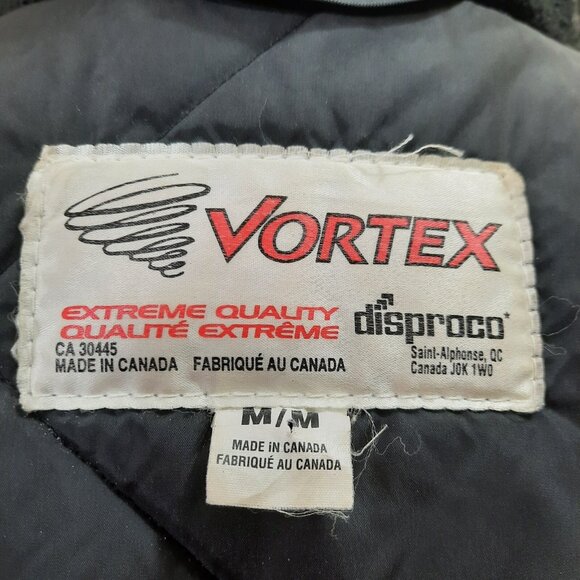 VORTEX
EXTREME QUALITY
QUALITÉ EXTRÊME
CA 30445
MADE IN CANADA FABRIQUÉ AU CANADA
disproco*
Saint-Alphonse, QC
Canada J0K 1W0
M/M
MADE IN CANADA
FABRIQUÉ AU CANADA